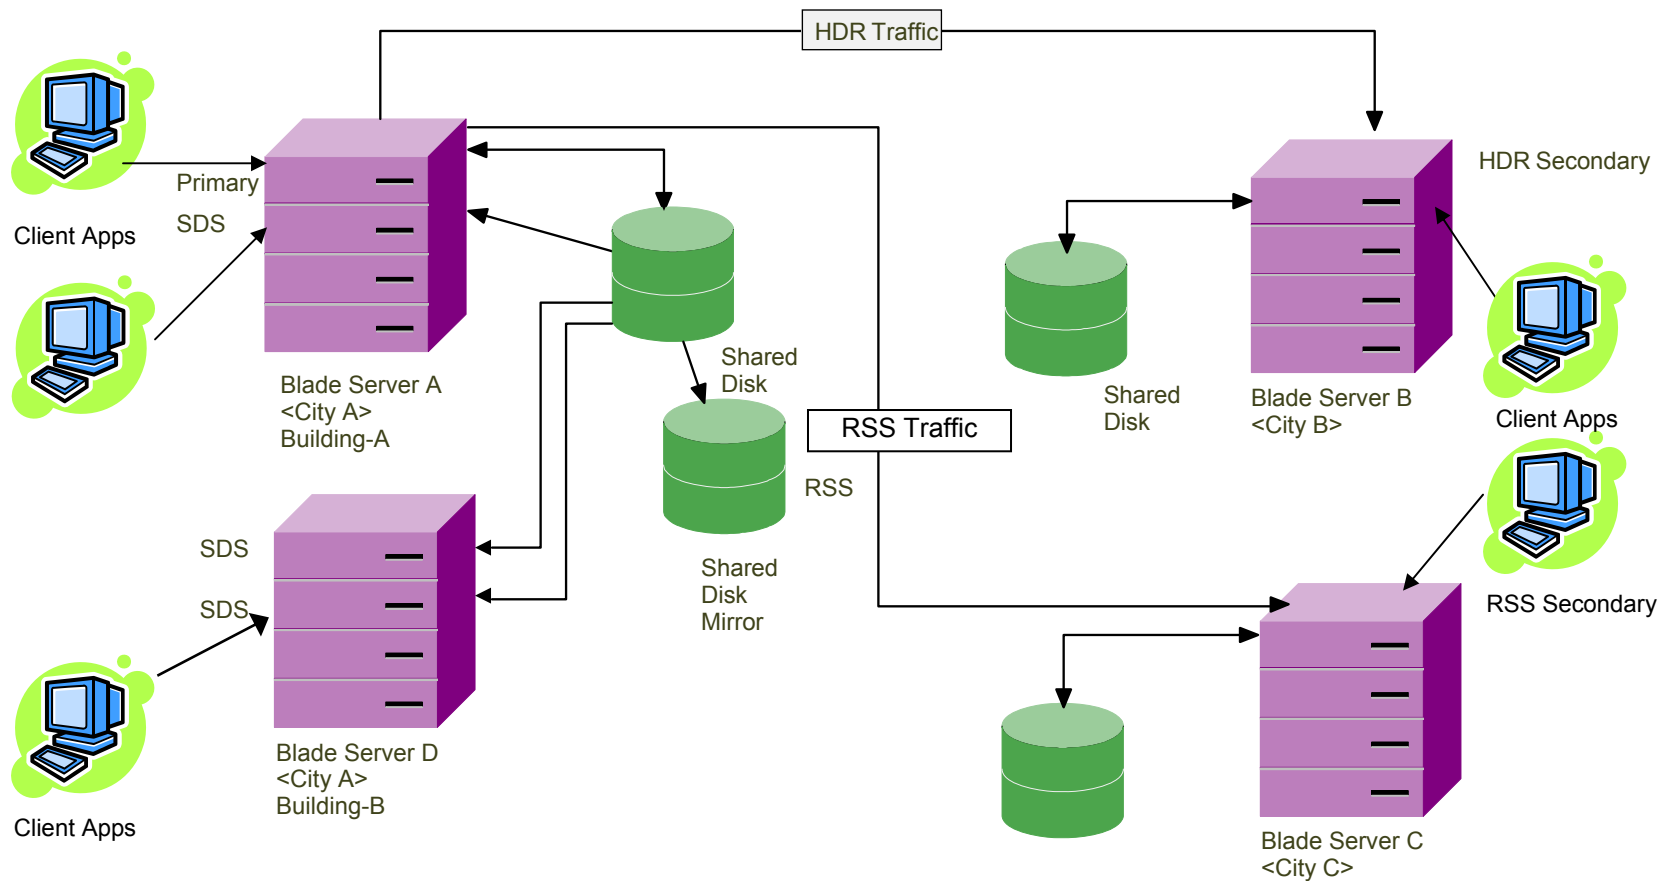 HDR Traffic
HDR Secondary
Primary
SDS
Client Apps
Shared
Disk
Blade Server A
<City A>
Building-A
Shared
Disk
Blade Server B
<City B>
Client Apps
RSS Traffic
RSS
SDS
SDS
Shared
Disk
Mirror
RSS Secondary
Blade Server D
<City A>
Building-B
Client Apps
Blade Server C
<City C>